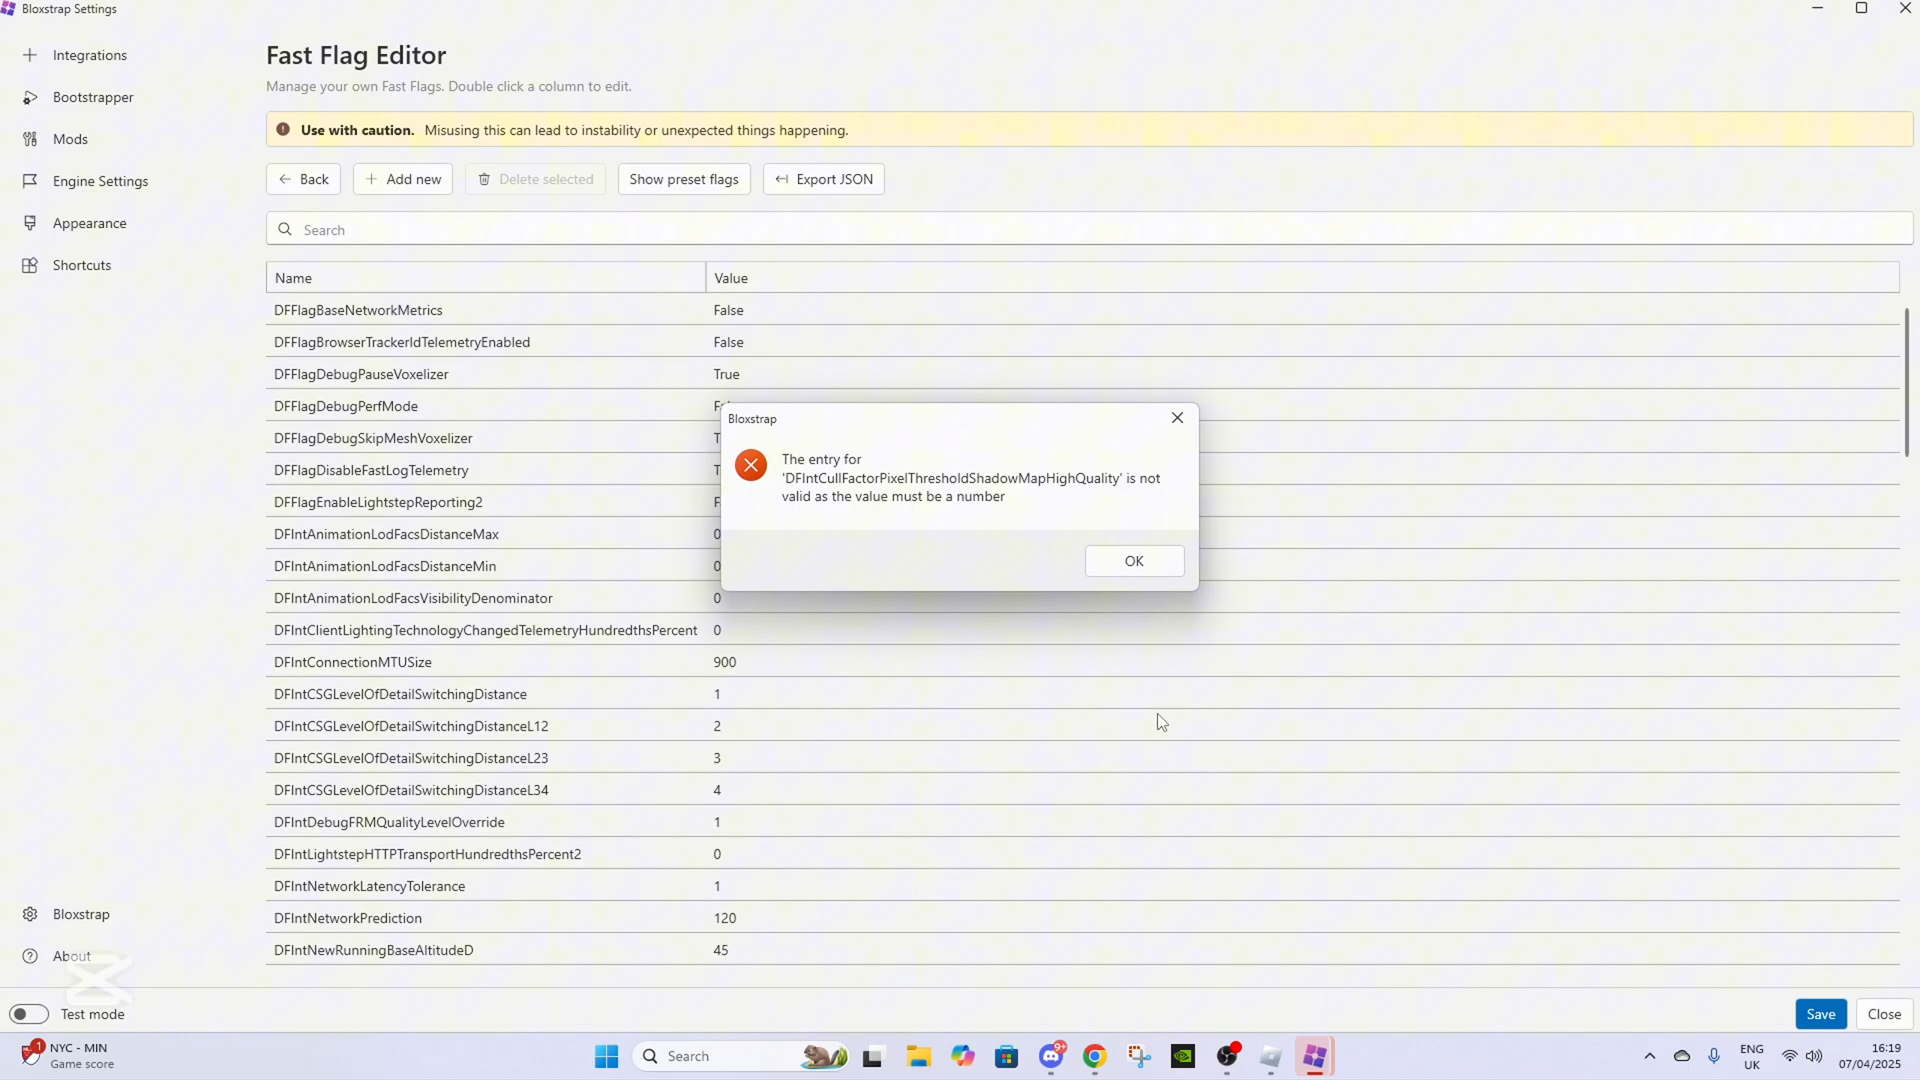 Bloxstrap Settings
Integrations
Bootstrapper
Mods
Engine Settings
Appearance
Shortcuts
Fast Flag Editor
Manage your own Fast Flags. Double click a column to edit.
Use with caution. Misusing this can lead to instability or unexpected things happening.
Back
Add new
Delete selected
Show preset flags
Export JSON
Search
Name Value
DFFlagBaseNetworkMetrics False
DFFlagBrowserTrackerIdTelemetryEnabled False
DFFlagDebugPauseVoxelizer True
DFFlagDebugPerfMode
DFFlagDebugSkipMeshVoxelizer
DFFlagDisableFastLogTelemetry
DFFlagEnableLightstepReporting2
DFIntAnimationLodFacsDistanceMax 0
DFIntAnimationLodFacsDistanceMin 0
DFIntAnimationLodFacsVisibilityDenominator 0
DFIntClientLightingTechnologyChangedTelemetryHundredthsPercent 0
DFIntConnectionMTUSize 900
DFIntCSGLevelOfDetailSwitchingDistance 1
DFIntCSGLevelOfDetailSwitchingDistanceL12 2
DFIntCSGLevelOfDetailSwitchingDistanceL23 3
DFIntCSGLevelOfDetailSwitchingDistanceL34 4
DFIntDebugFRMQualityLevelOverride 1
DFIntLightstepHTTPTransportHundredthsPercent2 0
DFIntNetworkLatencyTolerance 1
DFIntNetworkPrediction 120
DFIntNewRunningBaseAltitudeD 45
Bloxstrap
The entry for
'DFIntCullFactorPixelThresholdShadowMapHighQuality' is not
valid as the value must be a number
OK
Bloxstrap
About
Test mode
Save
Close
1
NYC - MIN
Game score
Search
9+
ENG
UK
16:19
07/04/2025